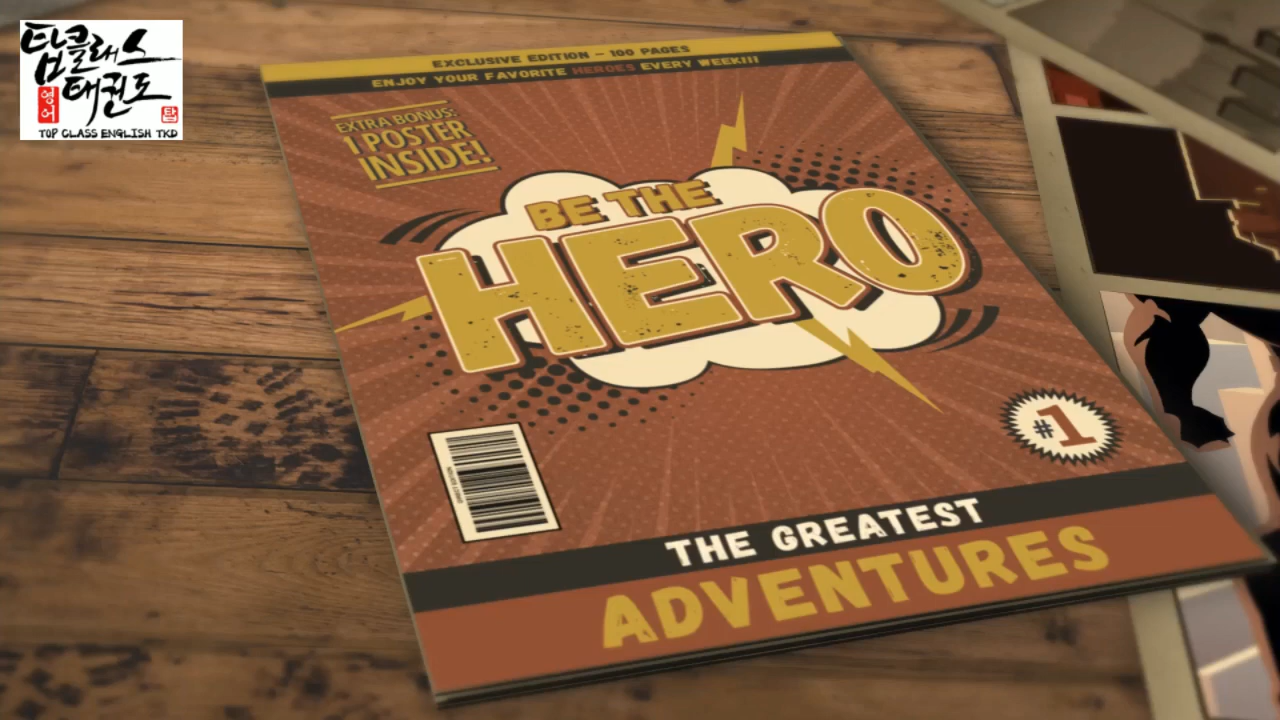 탑클래스
태권도
영어
탑
TOP CLASS ENGLISH TKD
EXCLUSIVE EDITION – 100 PAGES
ENJOY YOUR FAVORITE HEROES EVERY WEEK!!!
EXTRA BONUS:
1 POSTER
INSIDE!
BE THE
HERO
#1
THE GREATEST
ADVENTURES